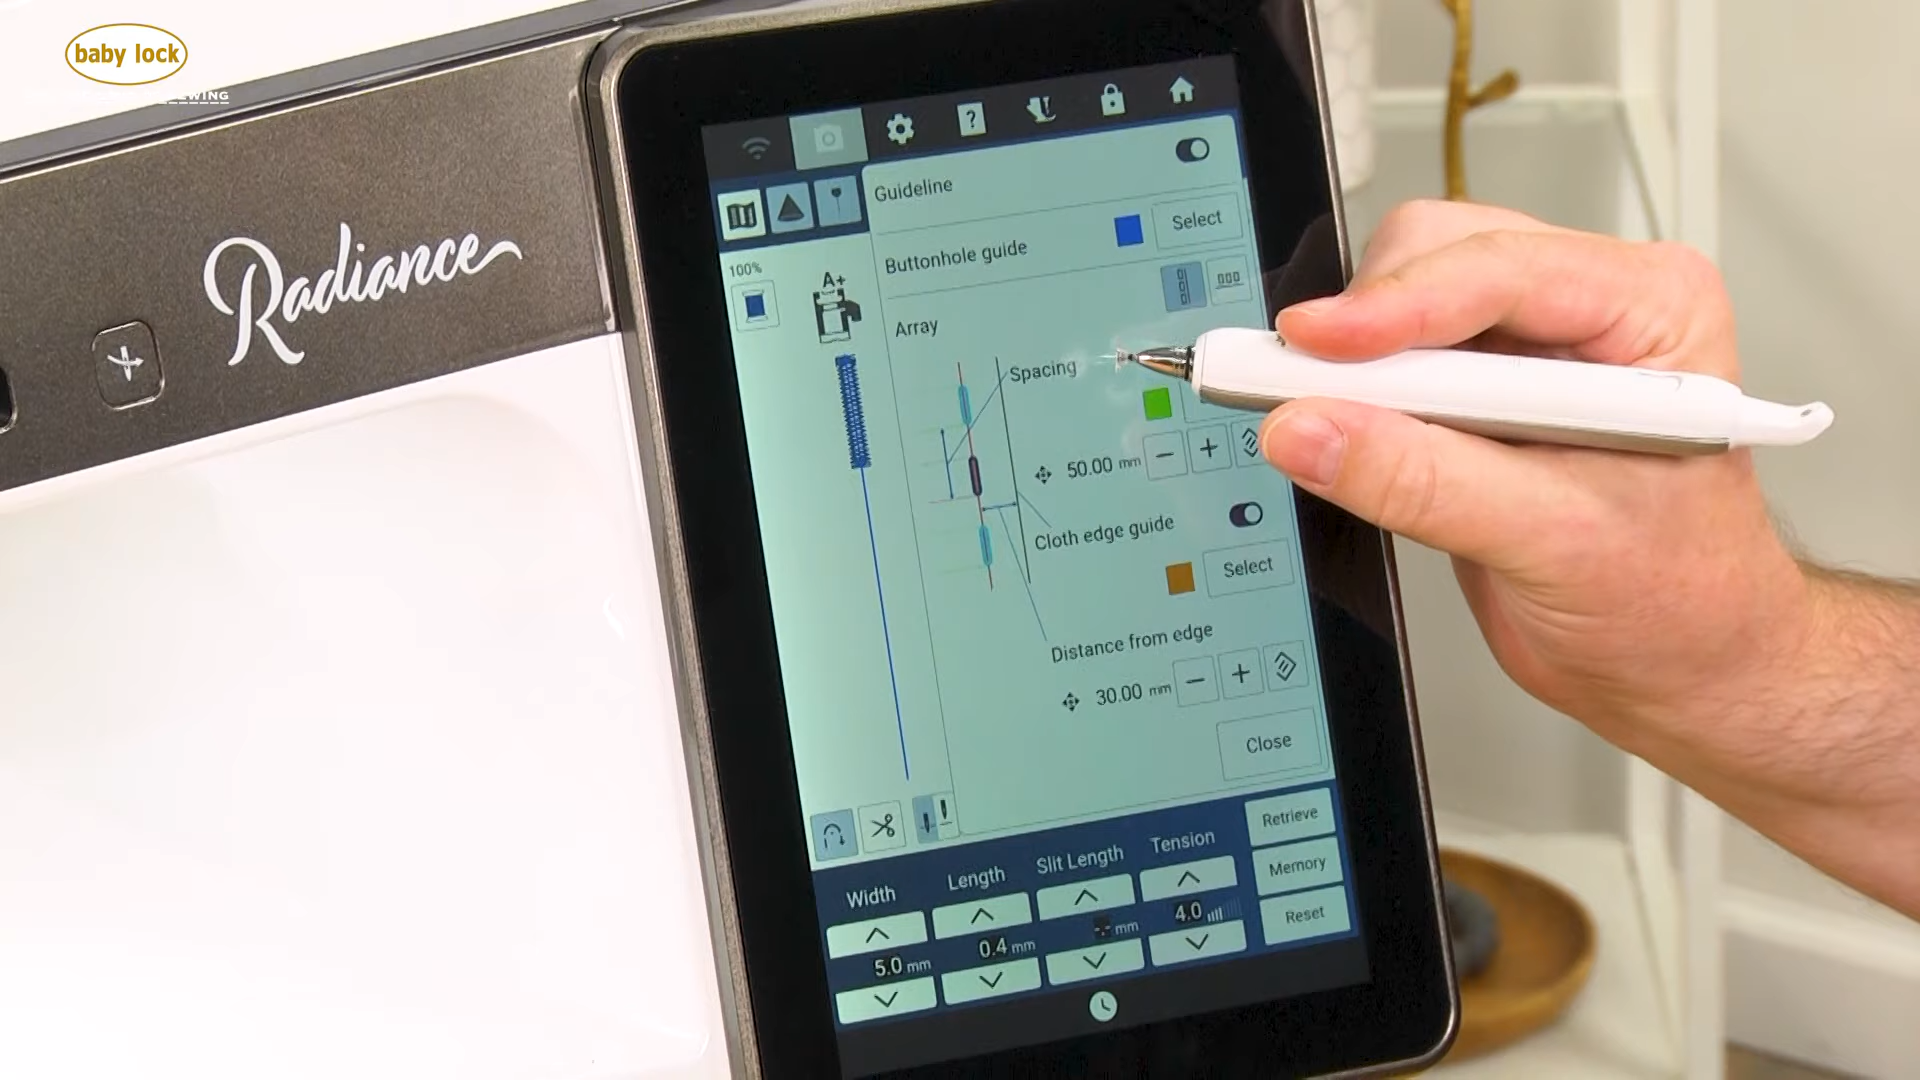 baby lock
EWING
Radiance
?
Guideline
Buttonhole guide
Select
100%
A+
Array
Spacing
50.00 mm
− +
Cloth edge guide
Select
Distance from edge
30.00 mm
− +
Close
Width
Length
Slit Length
Tension
5.0 mm
0.4 mm
-.- mm
4.0
Retrieve
Memory
Reset